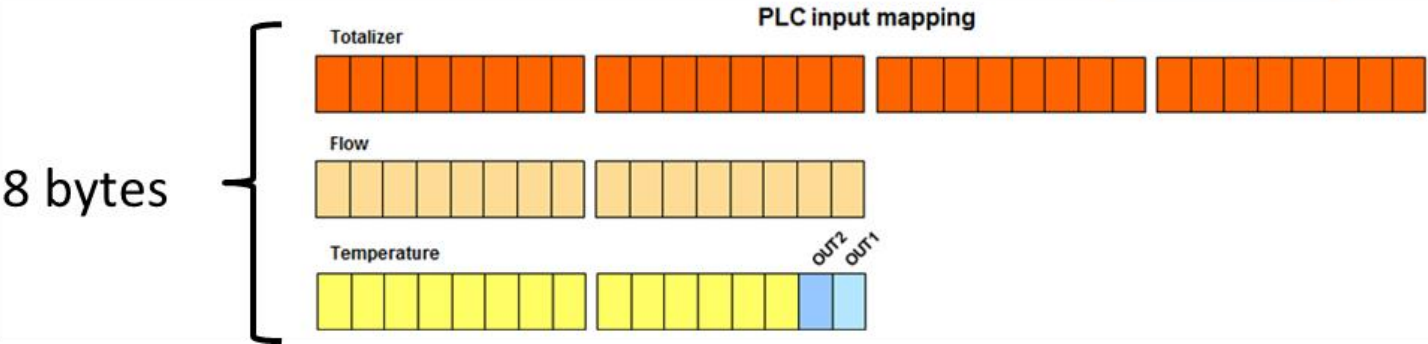 PLC input mapping
Totalizer
Flow
8 bytes
Temperature
OUT2
OUT1